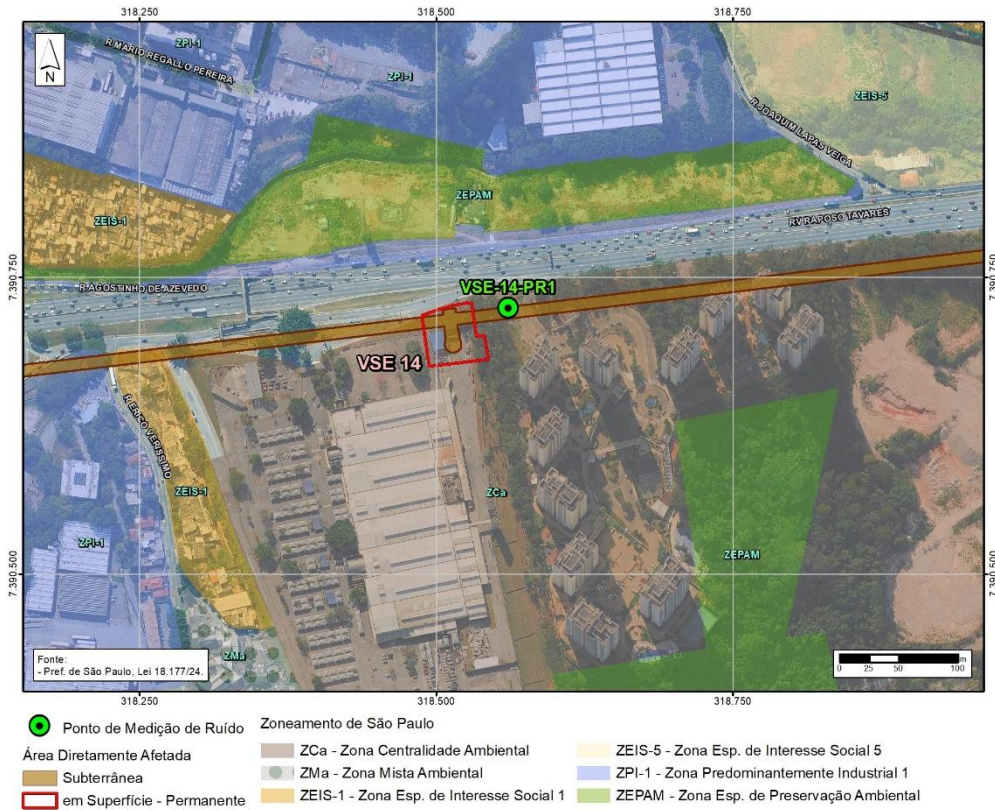 318.250 318.500 318.750
N
R MARIO REGALLO PEREIRA
ZPI-1
ZPI-1
R JOAQUIM LAPAS VEIGA
ZEIS-5
ZEPAM
ZEIS-1
RV RAPOSO TAVARES
7.390.750 7.390.750
R AGOSTINHO DE AZEVEDO
VSE-14-PR1
VSE 14
R ERICO VERISSIMO
ZEIS-1
ZCa
ZPI-1
ZEPAM
7.390.500 7.390.500
ZMa
Fonte:
- Pref. de São Paulo, Lei 18.177/24.
m
0 25 50 100
318.250 318.500 318.750
Ponto de Medição de Ruído
Área Diretamente Afetada
Subterrânea
em Superfície - Permanente
Zoneamento de São Paulo
ZCa - Zona Centralidade Ambiental
ZMa - Zona Mista Ambiental
ZEIS-1 - Zona Esp. de Interesse Social 1
ZEIS-5 - Zona Esp. de Interesse Social 5
ZPI-1 - Zona Predominantemente Industrial 1
ZEPAM - Zona Esp. de Preservação Ambiental